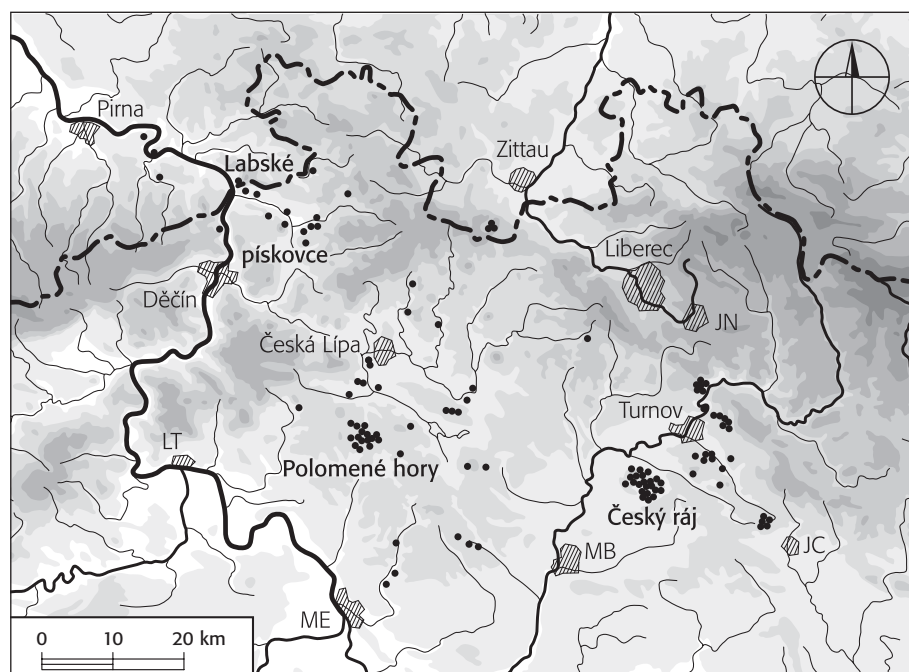 Pirna
Labské
Zittau
pískovce
Liberec
Děčín
JN
Česká Lípa
Turnov
LT
Polomené hory
Český ráj
MB
JC
ME
0 10 20 km